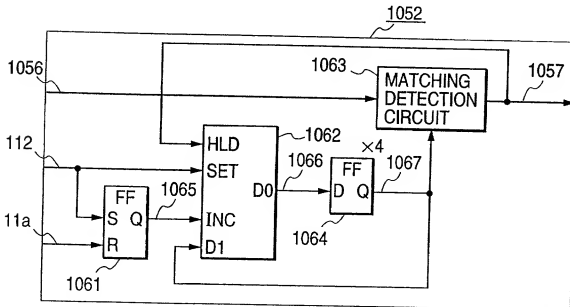 1052
1056
1063
MATCHING
DETECTION
CIRCUIT
1057
112
HLD
1062
SET
1066
×4
1067
FF
S Q
R
1065
INC
D0
D1
FF
D Q
1064
11a
1061